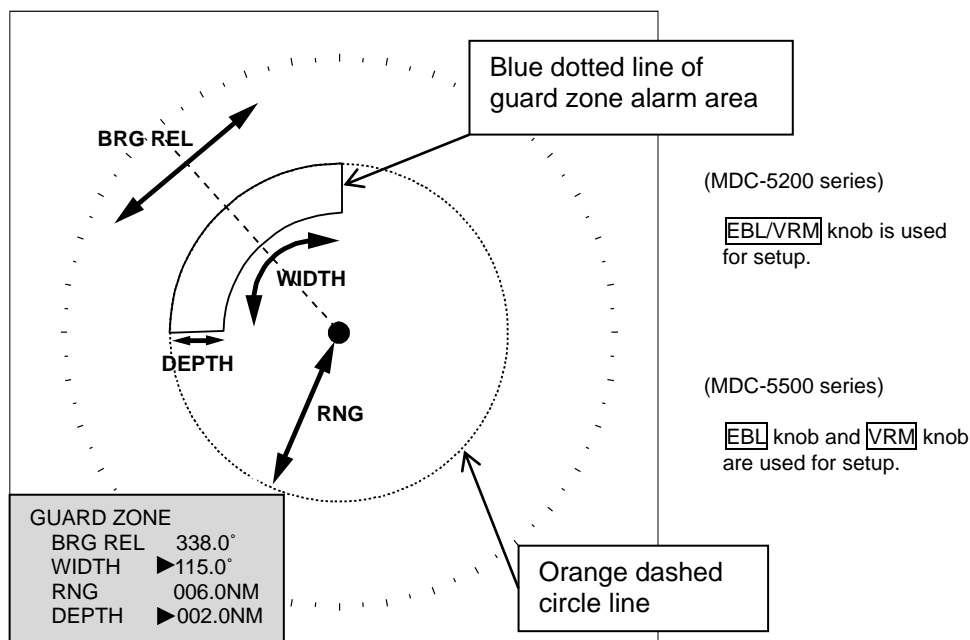 Blue dotted line of
guard zone alarm area
BRG REL
(MDC-5200 series)
EBL/VRM knob is used
for setup.
WIDTH
DEPTH
(MDC-5500 series)
RNG
EBL knob and VRM knob
are used for setup.
GUARD ZONE
BRG REL 338.0°
WIDTH ▶115.0°
RNG 006.0NM
DEPTH ▶002.0NM
Orange dashed
circle line